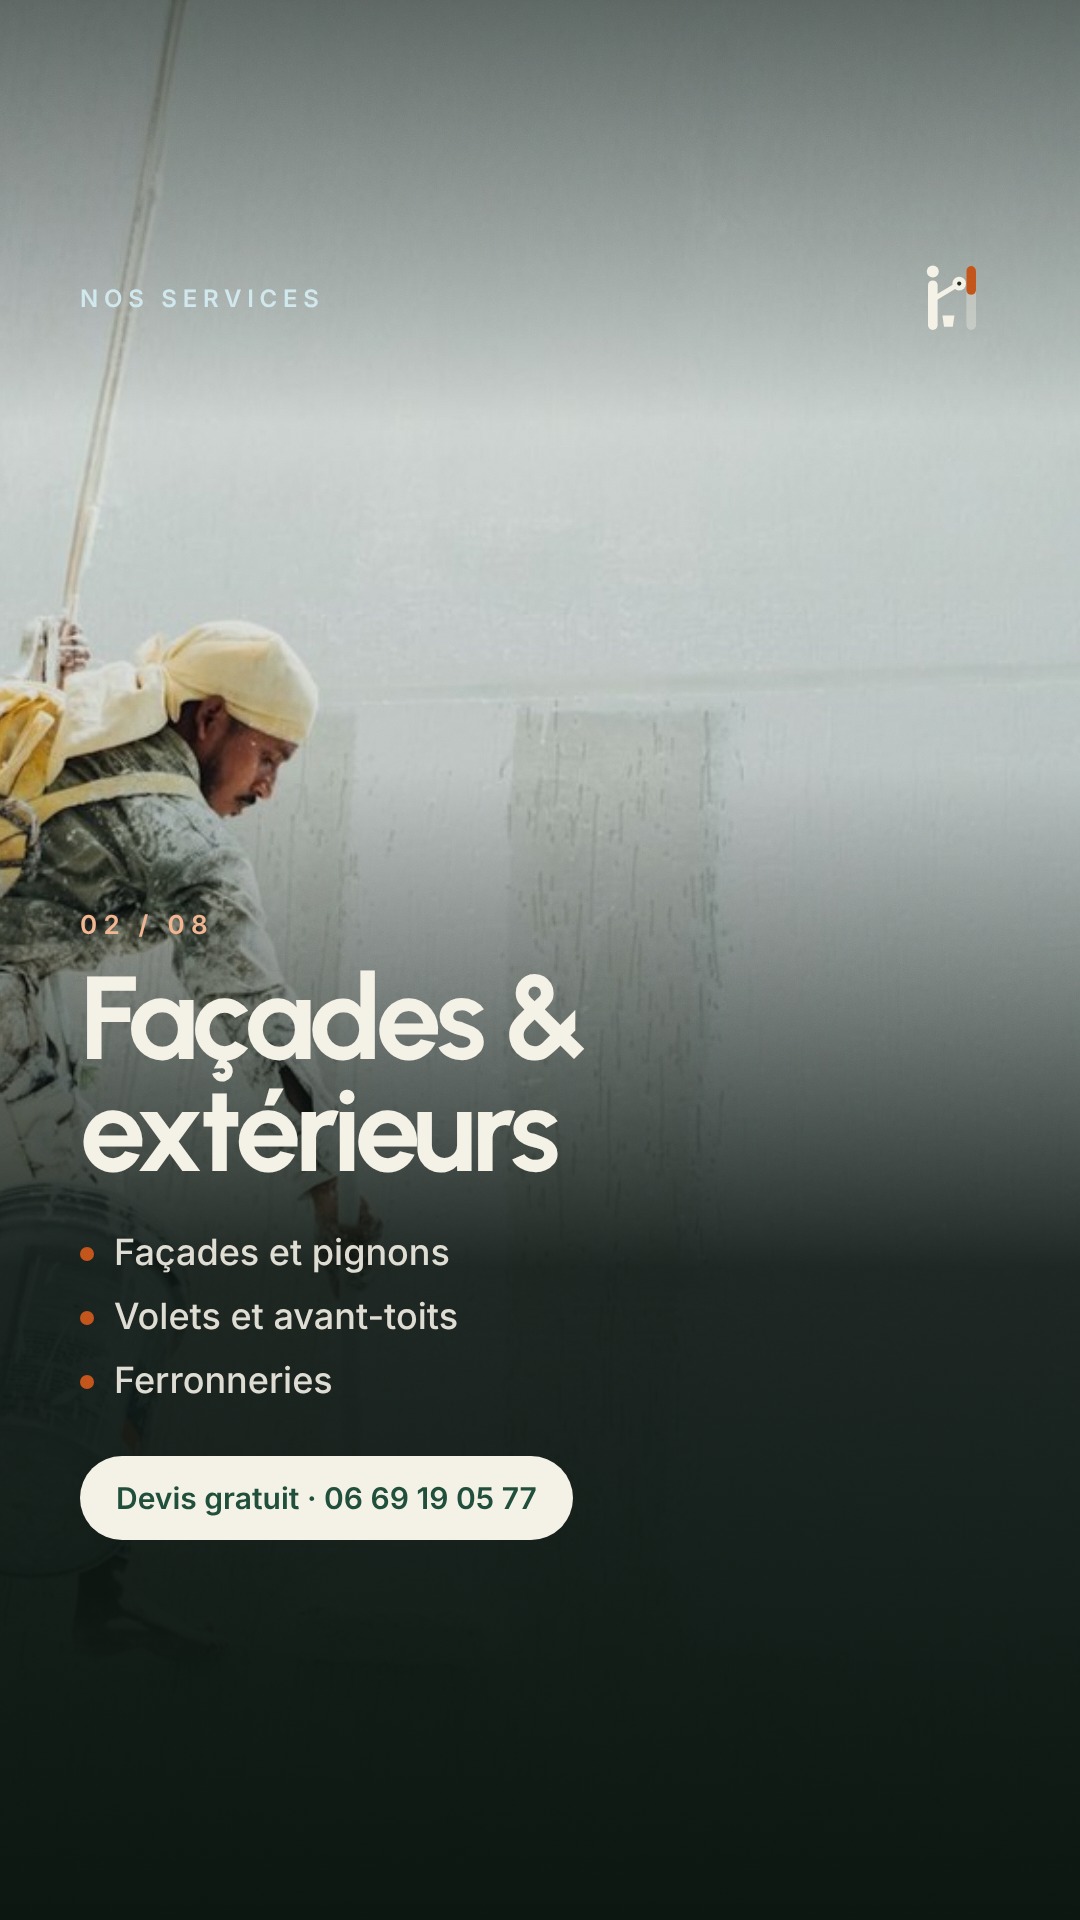 NOS SERVICES
02 / 08
Façades &
extérieurs
Façades et pignons
Volets et avant-toits
Ferronneries
Devis gratuit · 06 69 19 05 77